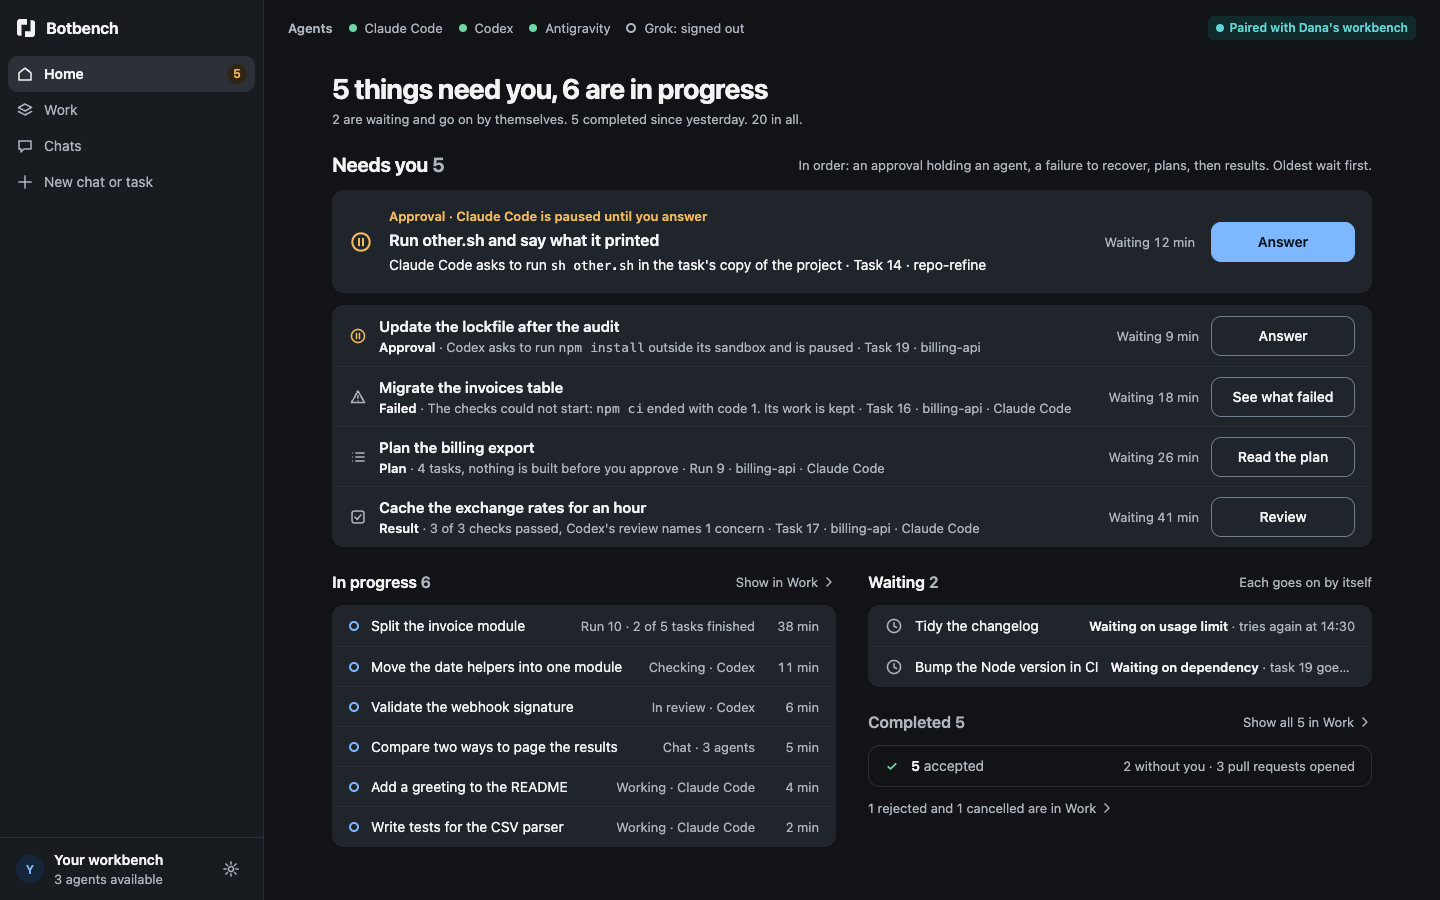 Botbench
Home 5
Work
Chats
New chat or task
Agents Claude Code Codex Antigravity Grok: signed out Paired with Dana's workbench
5 things need you, 6 are in progress
2 are waiting and go on by themselves. 5 completed since yesterday. 20 in all.
Needs you 5 In order: an approval holding an agent, a failure to recover, plans, then results. Oldest wait first.
Approval · Claude Code is paused until you answer
Run other.sh and say what it printed
Claude Code asks to run sh other.sh in the task's copy of the project · Task 14 · repo-refine
Waiting 12 min Answer
Update the lockfile after the audit
Approval · Codex asks to run npm install outside its sandbox and is paused · Task 19 · billing-api
Waiting 9 min Answer
Migrate the invoices table
Failed · The checks could not start: npm ci ended with code 1. Its work is kept · Task 16 · billing-api · Claude Code
Waiting 18 min See what failed
Plan the billing export
Plan · 4 tasks, nothing is built before you approve · Run 9 · billing-api · Claude Code
Waiting 26 min Read the plan
Cache the exchange rates for an hour
Result · 3 of 3 checks passed, Codex's review names 1 concern · Task 17 · billing-api · Claude Code
Waiting 41 min Review
In progress 6 Show in Work
Split the invoice module Run 10 · 2 of 5 tasks finished 38 min
Move the date helpers into one module Checking · Codex 11 min
Validate the webhook signature In review · Codex 6 min
Compare two ways to page the results Chat · 3 agents 5 min
Add a greeting to the README Working · Claude Code 4 min
Write tests for the CSV parser Working · Claude Code 2 min
Waiting 2 Each goes on by itself
Tidy the changelog Waiting on usage limit · tries again at 14:30
Bump the Node version in CI Waiting on dependency · task 19 goe...
Completed 5 Show all 5 in Work
5 accepted 2 without you · 3 pull requests opened
1 rejected and 1 cancelled are in Work
Y Your workbench
3 agents available